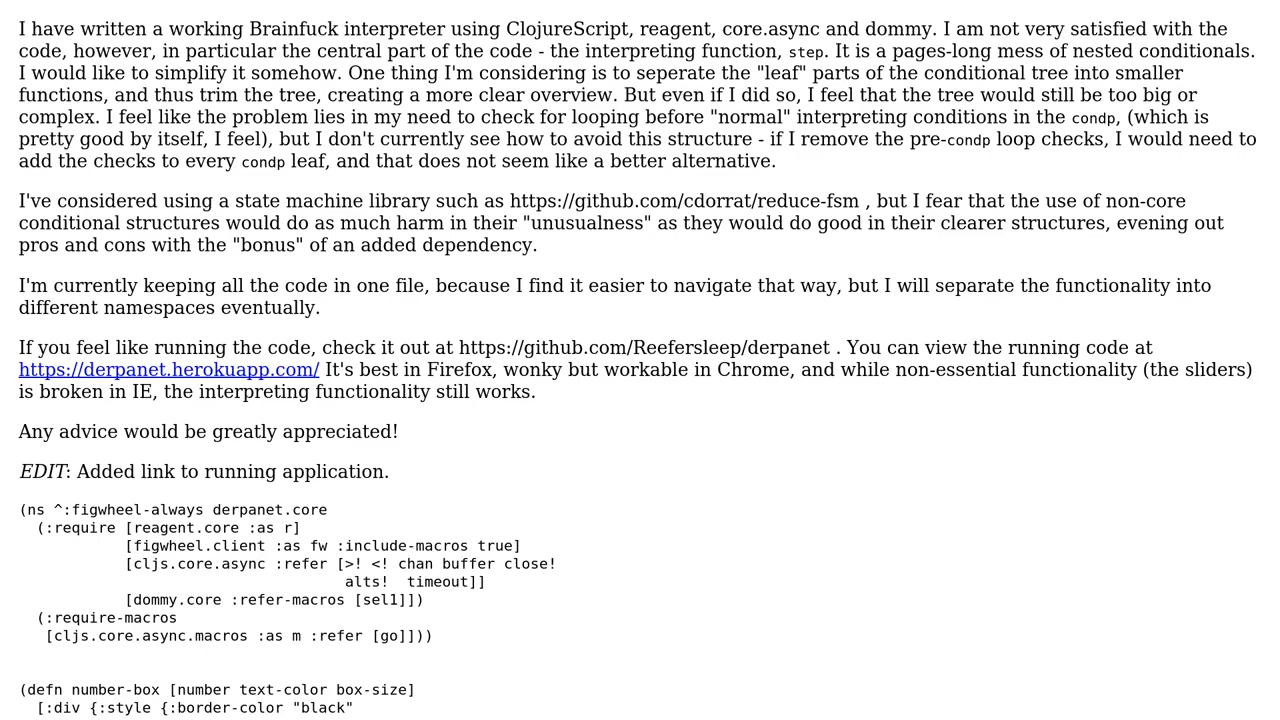 I have written a working Brainfuck interpreter using ClojureScript, reagent, core.async and dommy. I am not very satisfied with the
code, however, in particular the central part of the code - the interpreting function, step. It is a pages-long mess of nested conditionals.
I would like to simplify it somehow. One thing I'm considering is to seperate the "leaf" parts of the conditional tree into smaller
functions, and thus trim the tree, creating a more clear overview. But even if I did so, I feel that the tree would still be too big or
complex. I feel like the problem lies in my need to check for looping before "normal" interpreting conditions in the condp, (which is
pretty good by itself, I feel), but I don't currently see how to avoid this structure - if I remove the pre-condp loop checks, I would need to
add the checks to every condp leaf, and that does not seem like a better alternative.
I've considered using a state machine library such as https://github.com/cdorrat/reduce-fsm , but I fear that the use of non-core
conditional structures would do as much harm in their "unusualness" as they would do good in their clearer structures, evening out
pros and cons with the "bonus" of an added dependency.
I'm currently keeping all the code in one file, because I find it easier to navigate that way, but I will separate the functionality into
different namespaces eventually.
If you feel like running the code, check it out at https://github.com/Reefersleep/derpanet . You can view the running code at
https://derpanet.herokuapp.com/ It's best in Firefox, wonky but workable in Chrome, and while non-essential functionality (the sliders)
is broken in IE, the interpreting functionality still works.
Any advice would be greatly appreciated!
EDIT: Added link to running application.
(ns ^:figwheel-always derpanet.core
  (:require [reagent.core :as r]
            [figwheel.client :as fw :include-macros true]
            [cljs.core.async :refer [>! <! chan buffer close!
                                     alts!  timeout]]
            [dommy.core :refer-macros [sel1]])
  (:require-macros
   [cljs.core.async.macros :as m :refer [go]]))
(defn number-box [number text-color box-size]
  [:div {:style {:border-color "black"